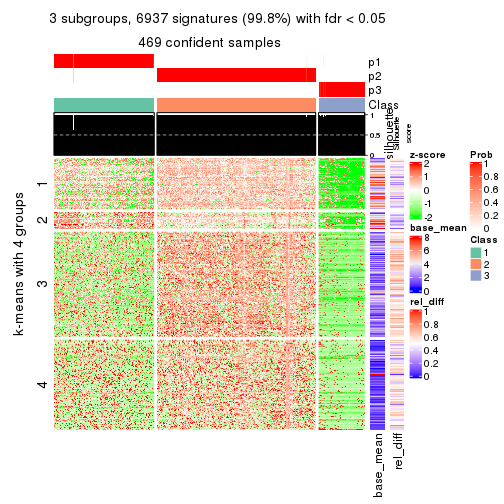 3 subgroups, 6937 signatures (99.8%) with fdr < 0.05
469 confident samples
p1
p2
p3
Class
1
0.5
0
silhouette
Silhouette
score
k-means with 4 groups
1
2
3
4
base_mean
rel_diff
z-score
2
1
0
-1
-2
base_mean
8
6
4
2
0
rel_diff
1
0.8
0.6
0.4
0.2
0
Prob
1
0.8
0.6
0.4
0.2
0
Class
1
2
3